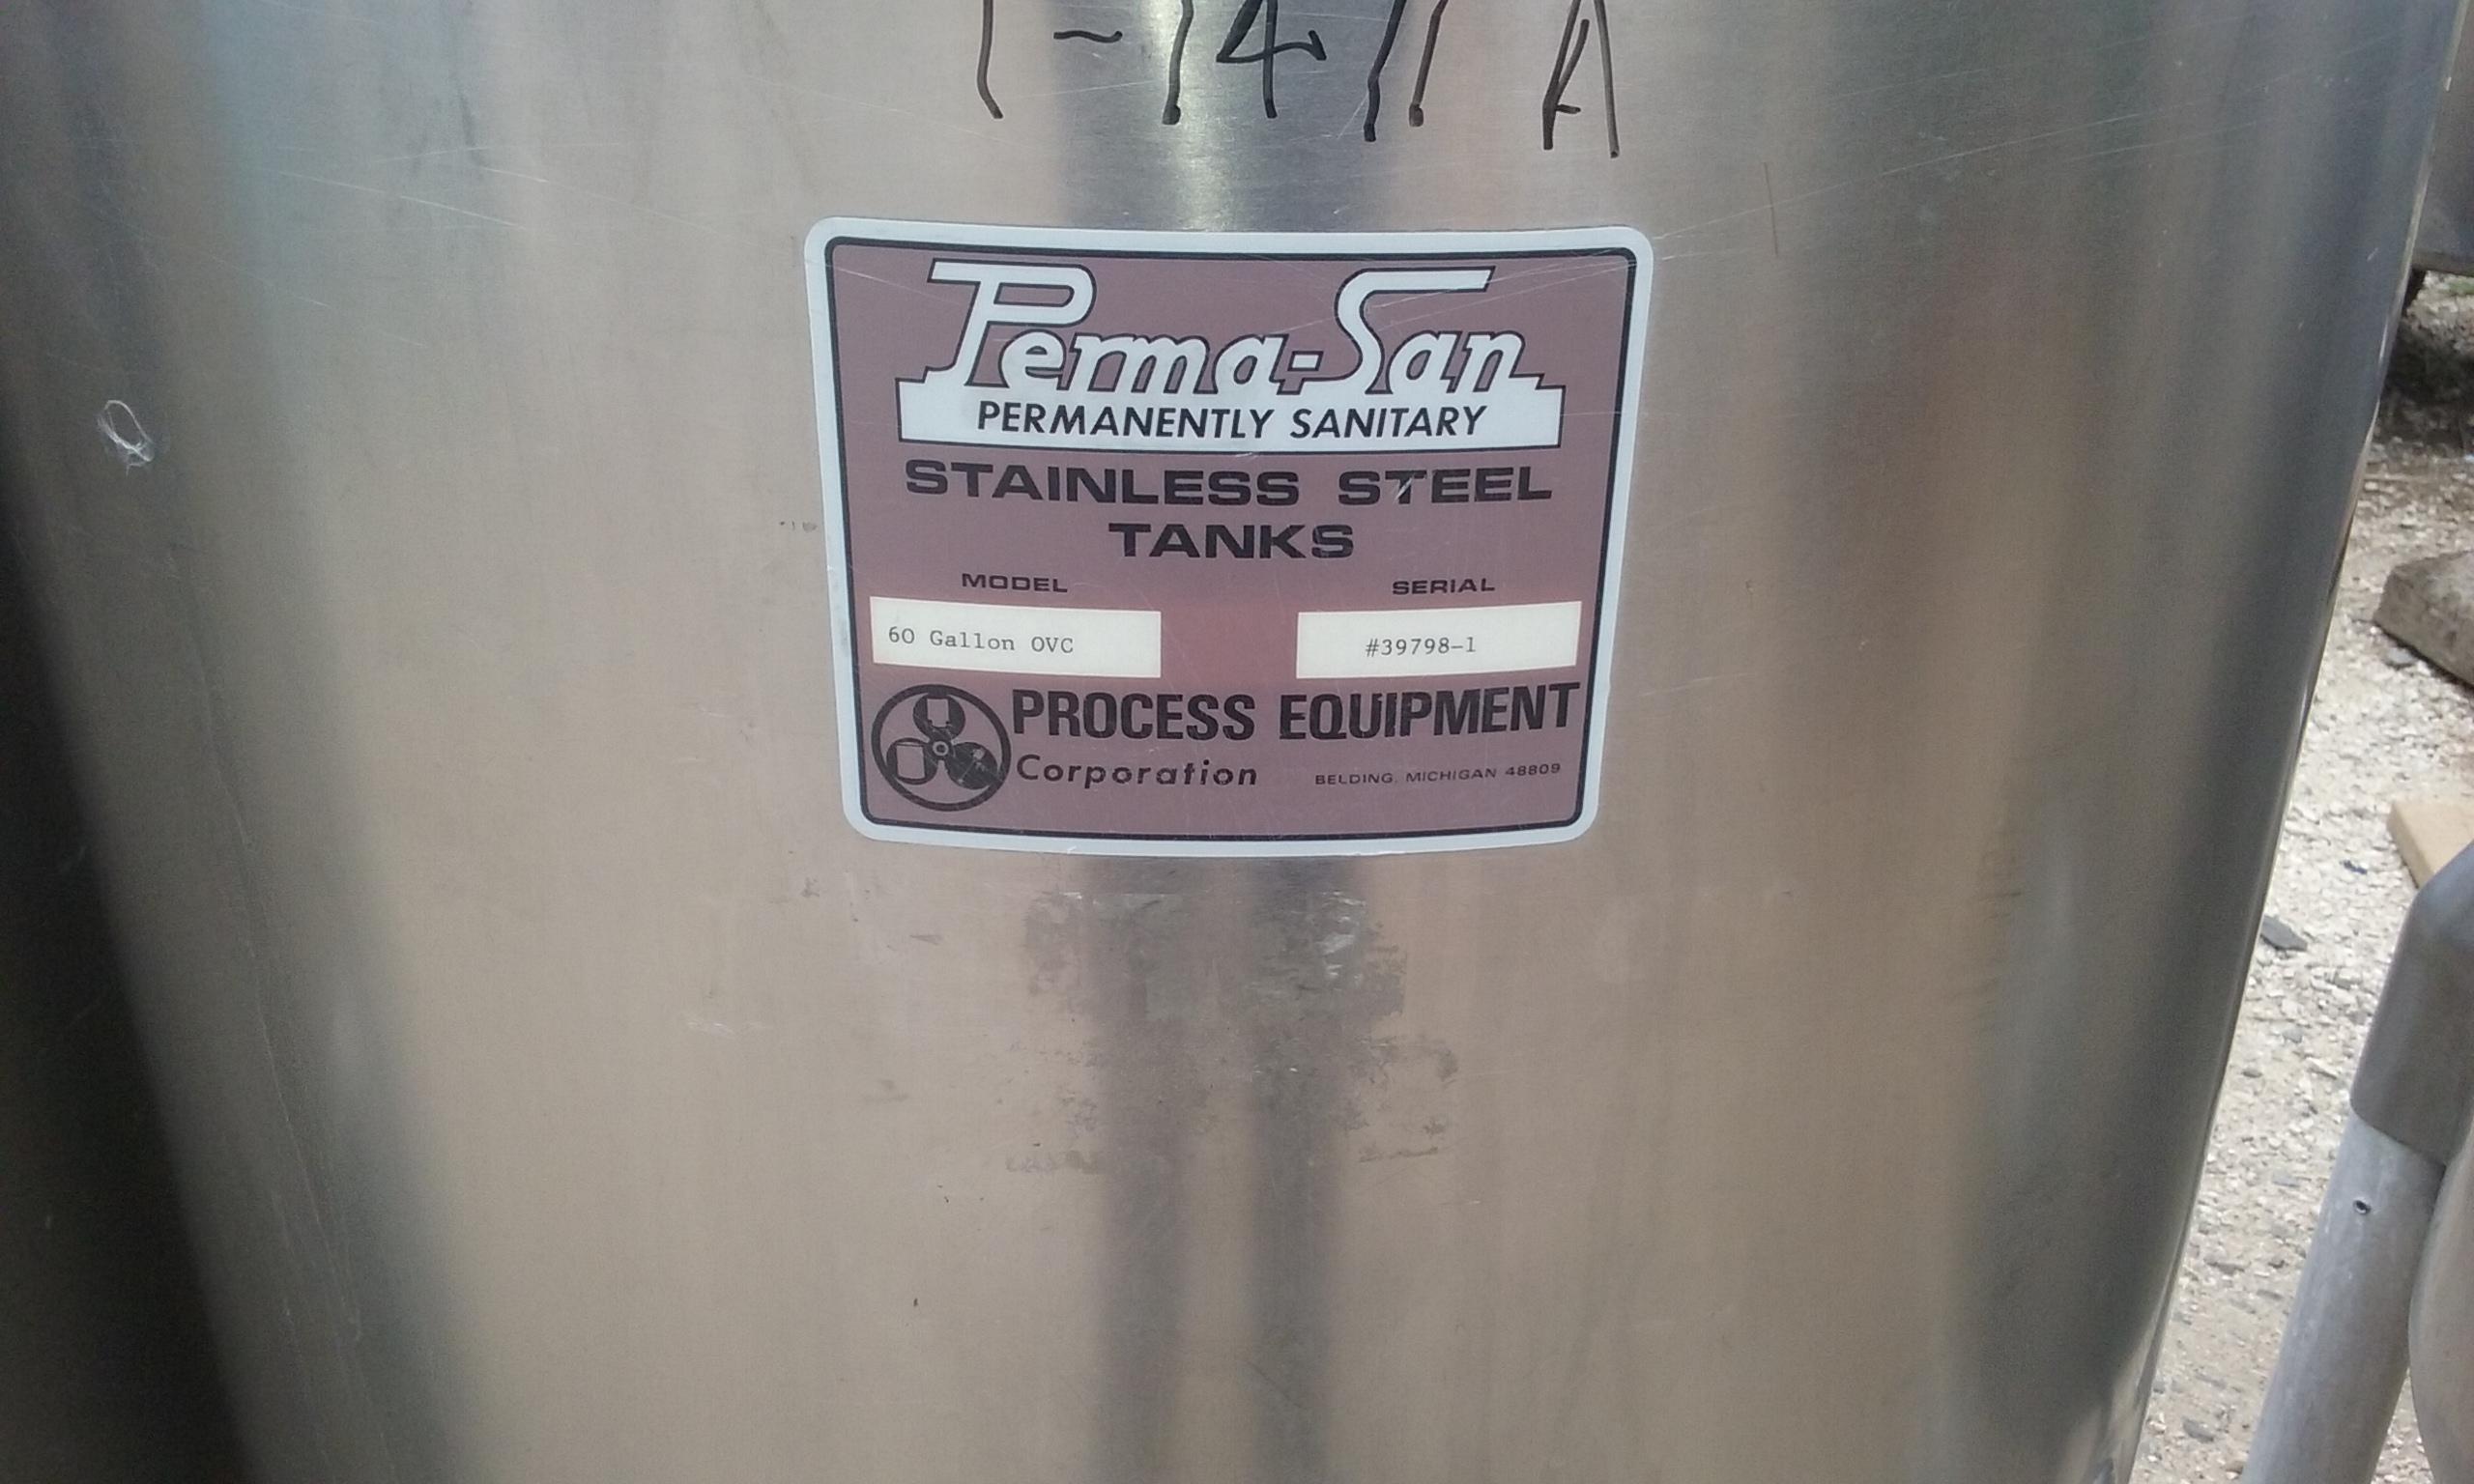 Perma-San
PERMANENTLY SANITARY
STAINLESS STEEL
TANKS
MODEL SERIAL
60 Gallon OVC #39798-1
PROCESS EQUIPMENT
Corporation BELDING, MICHIGAN 48809